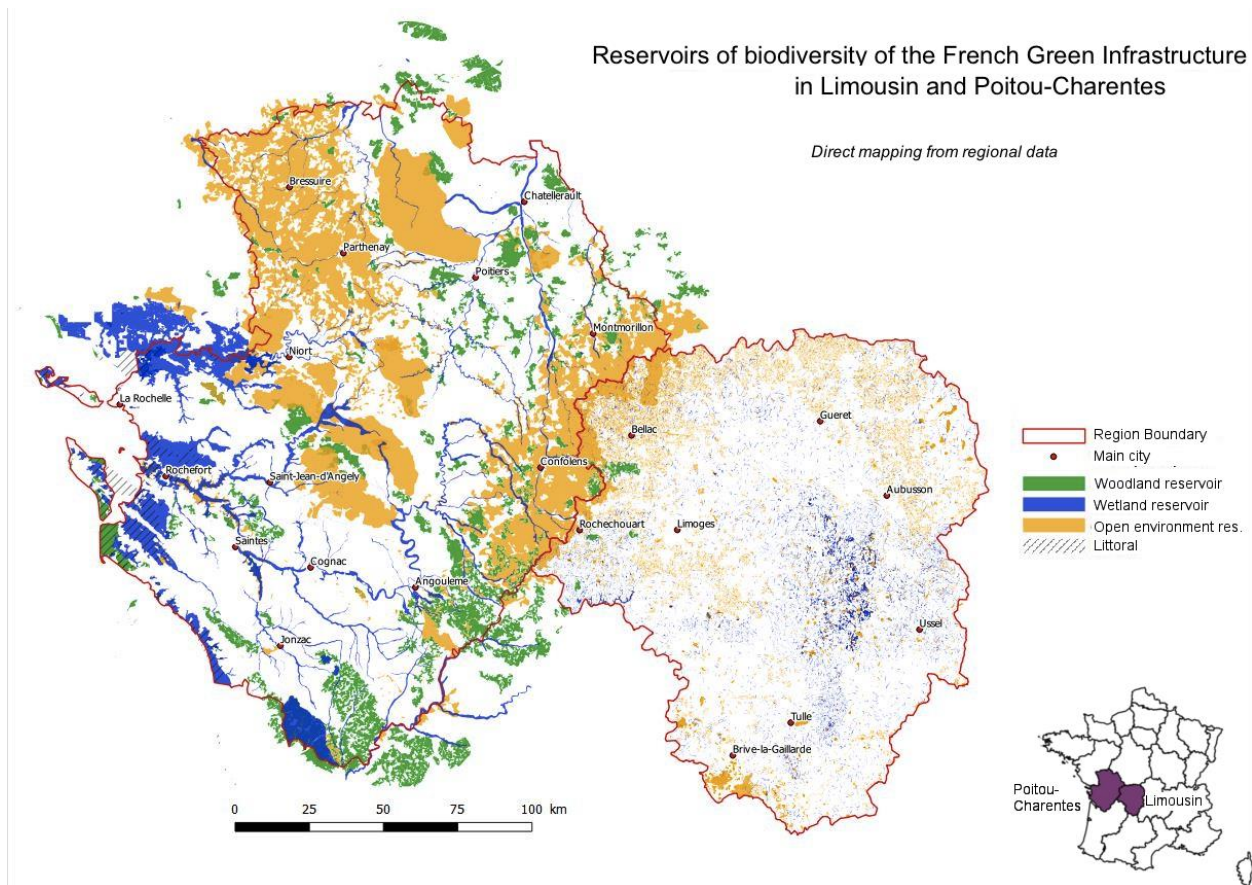 Reservoirs of biodiversity of the French Green Infrastructure
in Limousin and Poitou-Charentes
Direct mapping from regional data
Bressuire
Chatellerault
Parthenay
Poitiers
Montmorillon
Niort
La Rochelle
Gueret
Bellac
Rochefort
Saint-Jean-d'Angely
Confolens
Aubusson
Rochechouart
Limoges
Saintes
Cognac
Angouleme
Ussel
Jonzac
Tulle
Brive-la-Gaillarde
Region Boundary
Main city
Woodland reservoir
Wetland reservoir
Open environment res.
Littoral
0 25 50 75 100 km
Poitou-
Charentes
Limousin